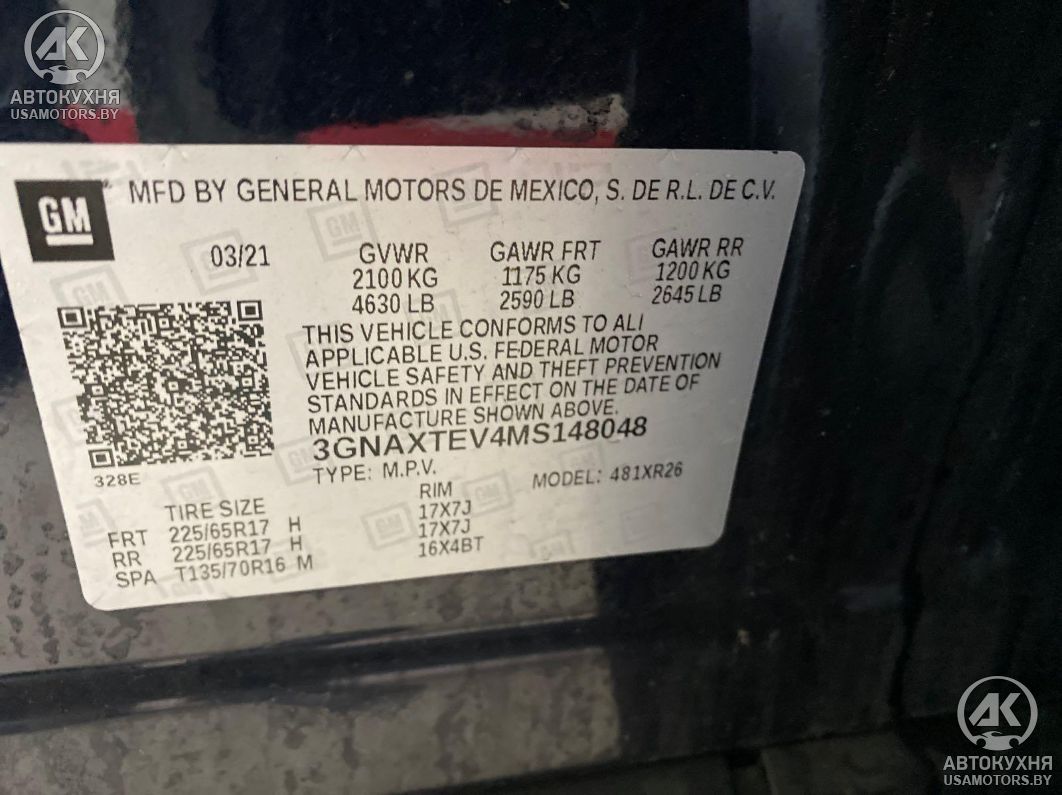 АК
АВТОКУХНЯ
USAMOTORS.BY
GM MFD BY GENERAL MOTORS DE MEXICO, S. DE R.L. DE C.V.
03/21 GVWR GAWR FRT GAWR RR
2100 KG 1175 KG 1200 KG
4630 LB 2590 LB 2645 LB
THIS VEHICLE CONFORMS TO ALL
APPLICABLE U.S. FEDERAL MOTOR
VEHICLE SAFETY AND THEFT PREVENTION
STANDARDS IN EFFECT ON THE DATE OF
MANUFACTURE SHOWN ABOVE.
3GNAXTEV4MS148048
328E TYPE: M.P.V. MODEL: 481XR26
TIRE SIZE RIM
FRT 225/65R17 H 17X7J
RR 225/65R17 H 17X7J
SPA T135/70R16 M 16X4BT
АК
АВТОКУХНЯ
USAMOTORS.BY